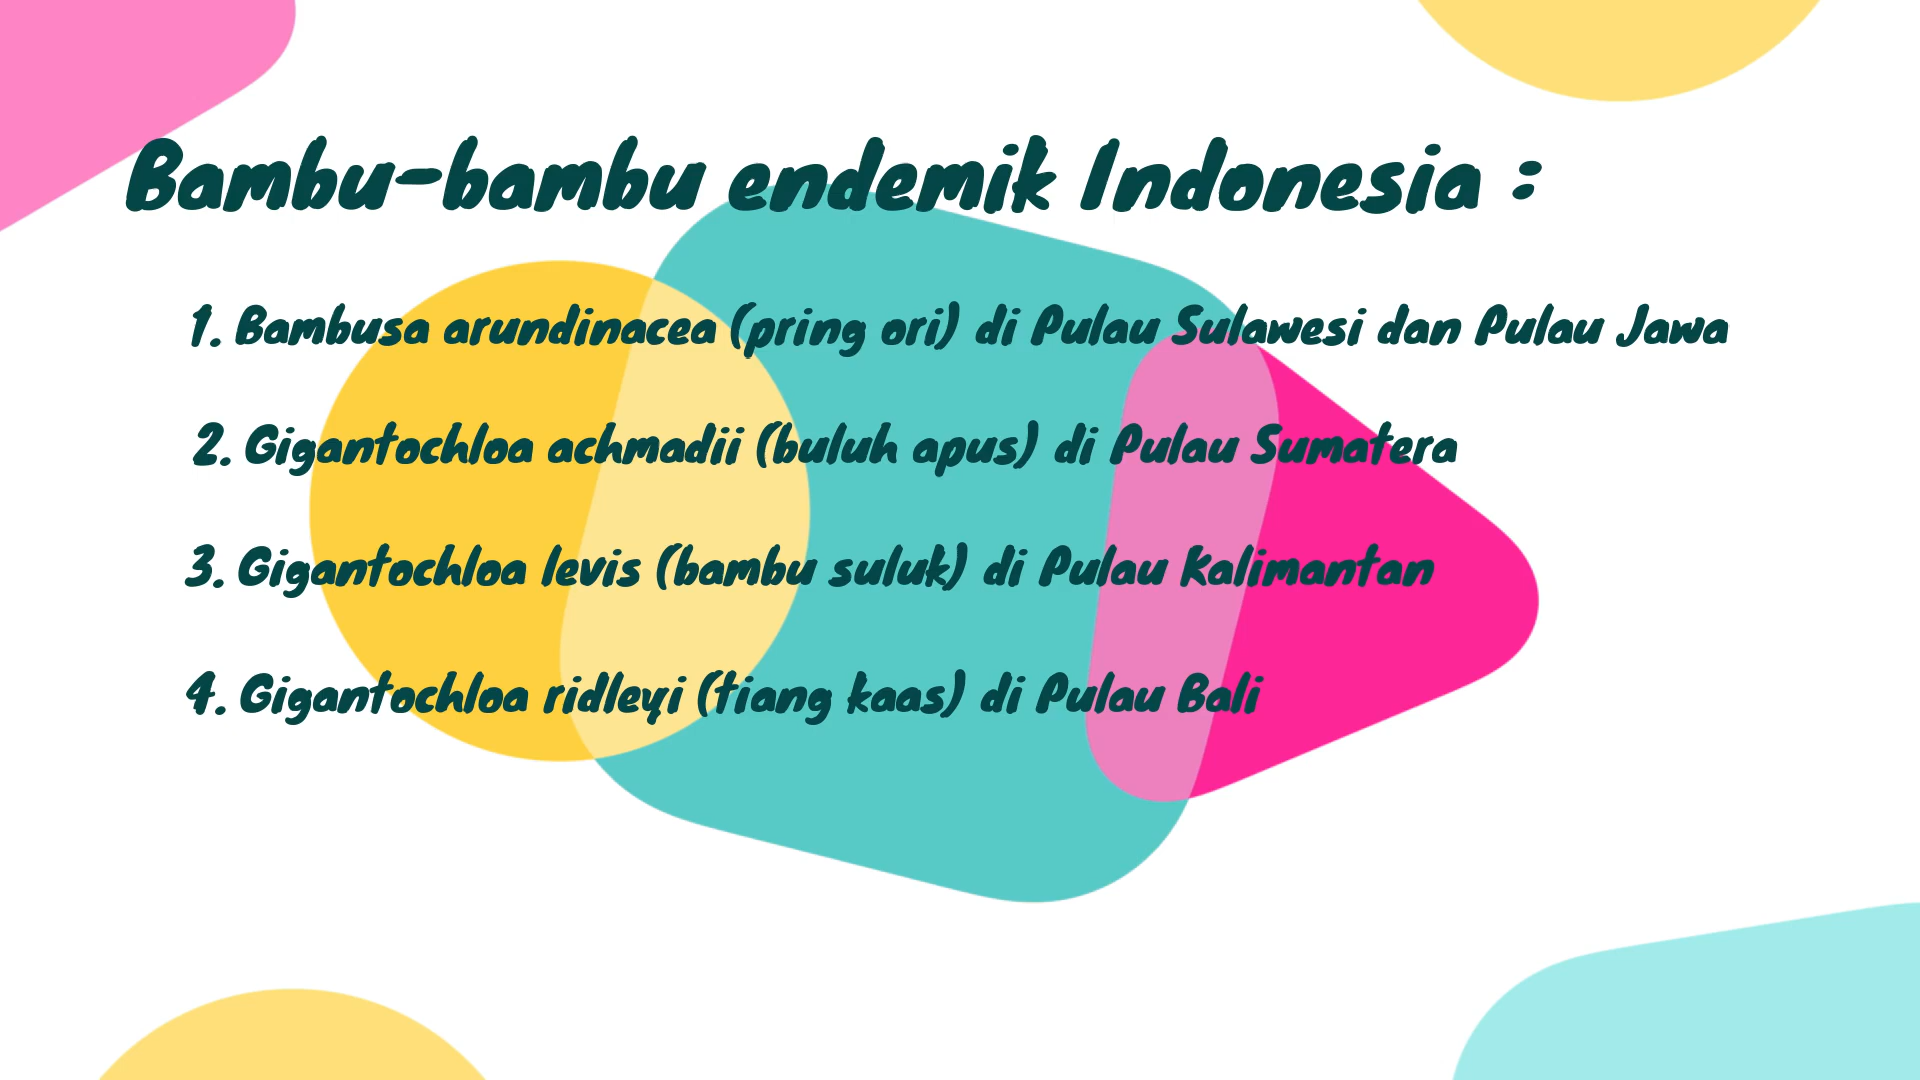 Bambu-bambu endemik Indonesia :
1. Bambusa arundinacea (pring ori) di Pulau Sulawesi dan Pulau Jawa
2. Gigantochloa achmadii (buluh apus) di Pulau Sumatera
3. Gigantochloa levis (bambu suluk) di Pulau Kalimantan
4. Gigantochloa ridleyi (tiang kaas) di Pulau Bali